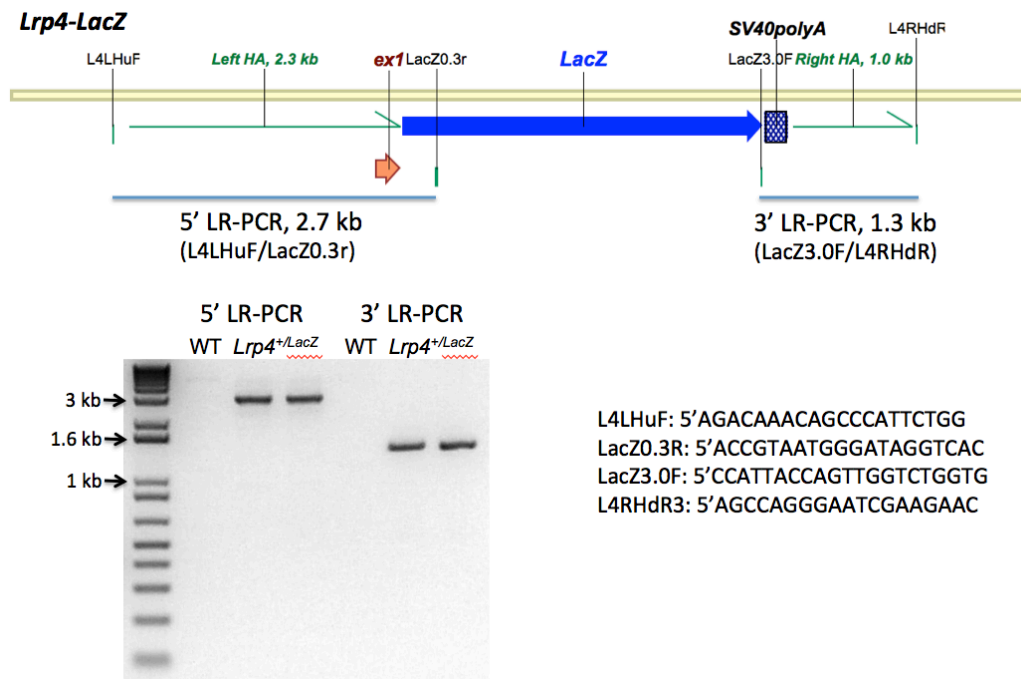 Lrp4-LacZ
SV40polyA
L4RHdR
L4LHuF
Left HA, 2.3 kb
ex1
LacZ0.3r
LacZ
LacZ3.0F
Right HA, 1.0 kb
5’ LR-PCR, 2.7 kb
(L4LHuF/LacZ0.3r)
3’ LR-PCR, 1.3 kb
(LacZ3.0F/L4RHdR)
5’ LR-PCR
3’ LR-PCR
WT Lrp4+/LacZ
WT Lrp4+/LacZ
3 kb
1.6 kb
1 kb
L4LHuF: 5’AGACAAACAGCCCATTCTGG
LacZ0.3R: 5’ACCGTAATGGGATAGGTCAC
LacZ3.0F: 5’CCATTACCAGTTGGTCTGGTG
L4RHdR3: 5’AGCCAGGGAATCGAAGAAC